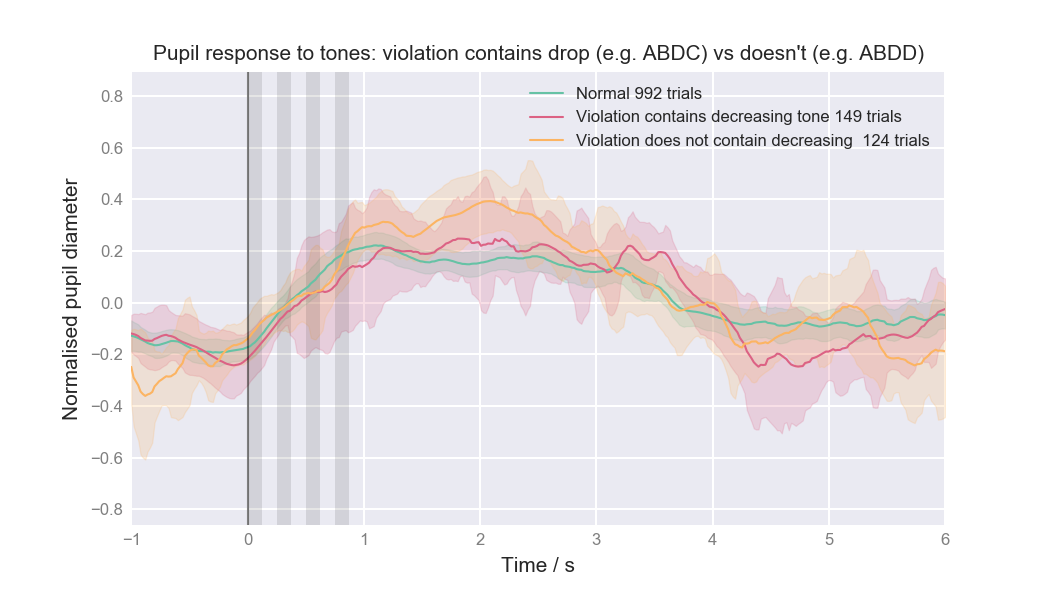 Pupil response to tones: violation contains drop (e.g. ABDC) vs doesn't (e.g. ABDD)
Normal 992 trials
Violation contains decreasing tone 149 trials
Violation does not contain decreasing  124 trials
Normalised pupil diameter
0.8
0.6
0.4
0.2
0.0
−0.2
−0.4
−0.6
−0.8
−1 0 1 2 3 4 5 6
Time / s